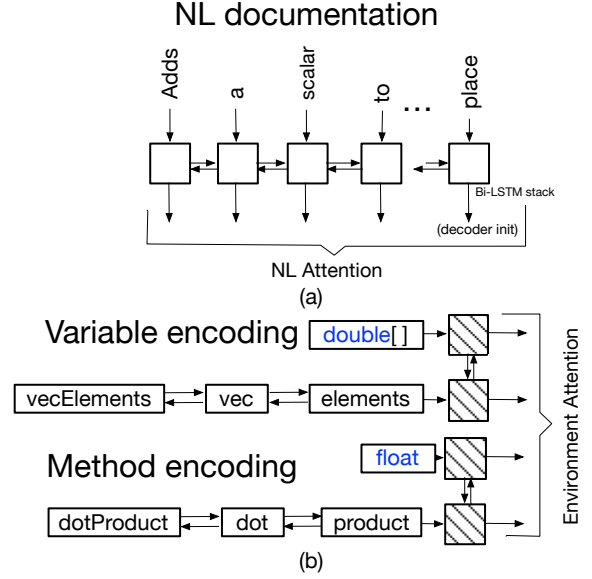 NL documentation
Adds a scalar to ... place
Bi-LSTM stack
(decoder init)
NL Attention
(a)
Variable encoding double[ ]
vecElements vec elements
Environment Attention
Method encoding float
dotProduct dot product
(b)